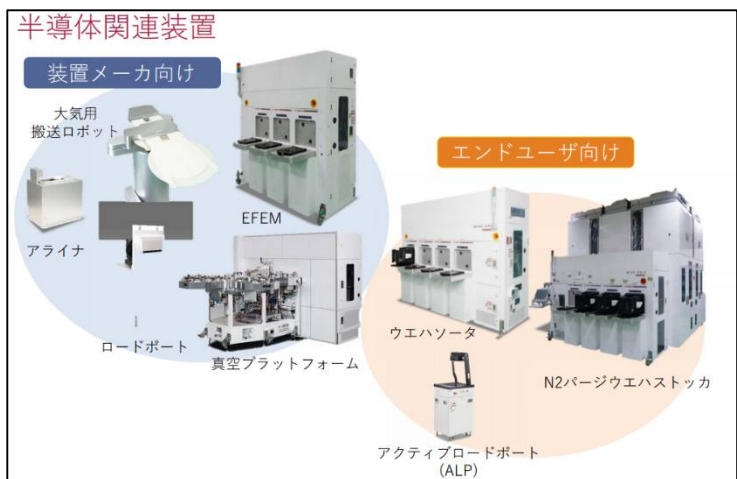 半導体関連装置
装置メーカ向け
大気用
搬送ロボット
アライナ
EFEM
ロードポート
真空プラットフォーム
エンドユーザ向け
ウエハソータ
N2パージウエハストッカ
アクティブロードポート
(ALP)